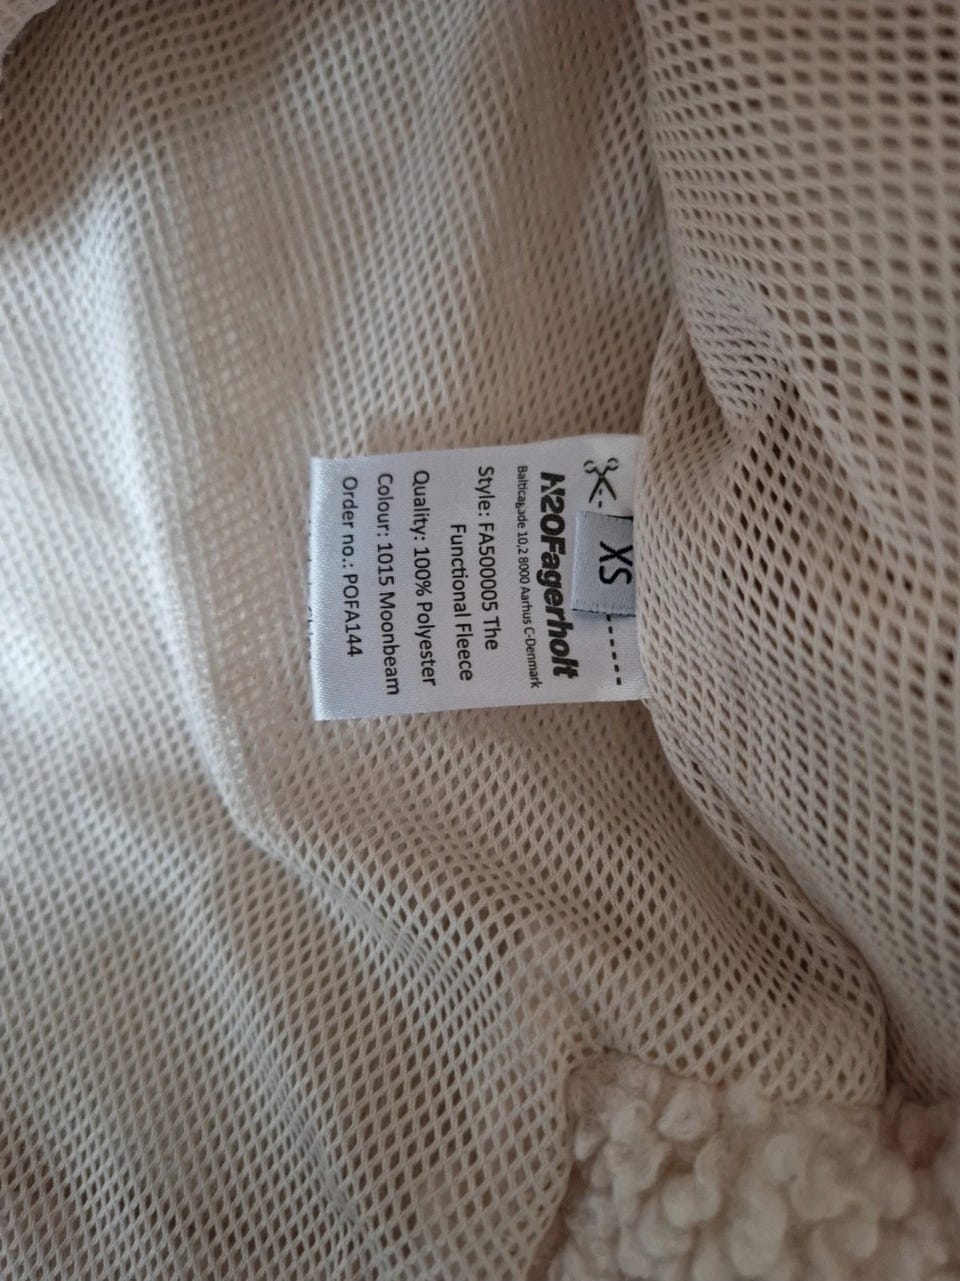 XS
H2OFagerholt
Balticagade 10,2 8000 Aarhus C-Denmark
Style: FA500005 The
Functional Fleece
Quality: 100% Polyester
Colour: 1015 Moonbeam
Order no.: POFA144